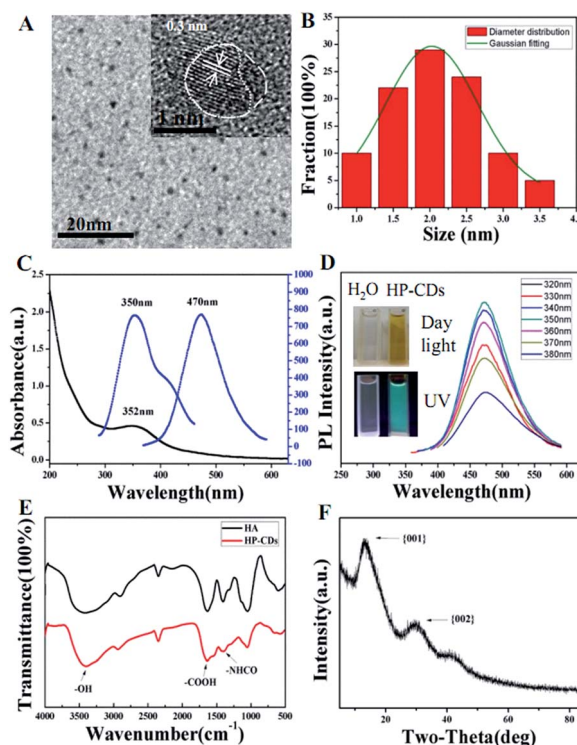 A
0.3 nm
1 nm
20nm
B
Diameter distribution
Gaussian fitting
Fraction(100%)
10
8
6
4
2
0
1.0 1.5 2.0 2.5 3.0 3.5 4.
Size (nm)
C
350nm 470nm
352nm
Absorbance(a.u.)
2.5
2.0
1.5
1.0
0.5
0.0
1000
900
800
700
600
500
400
300
200
100
0
-100
200 300 400 500 600
Wavelength(nm)
D
H2O HP-CDs
Day
light
UV
320nm
330nm
340nm
350nm
360nm
370nm
380nm
PL Intensity(a.u.)
350 400 450 500 550 600
Wavelength(nm)
E
HA
HP-CDs
-OH
-COOH
-NHCO
Transmittance(100%)
4000 3500 3000 2500 2000 1500 1000 500
Wavenumber(cm-1)
F
{001}
{002}
Intensity(a.u.)
20 40 60 80
Two-Theta(deg)